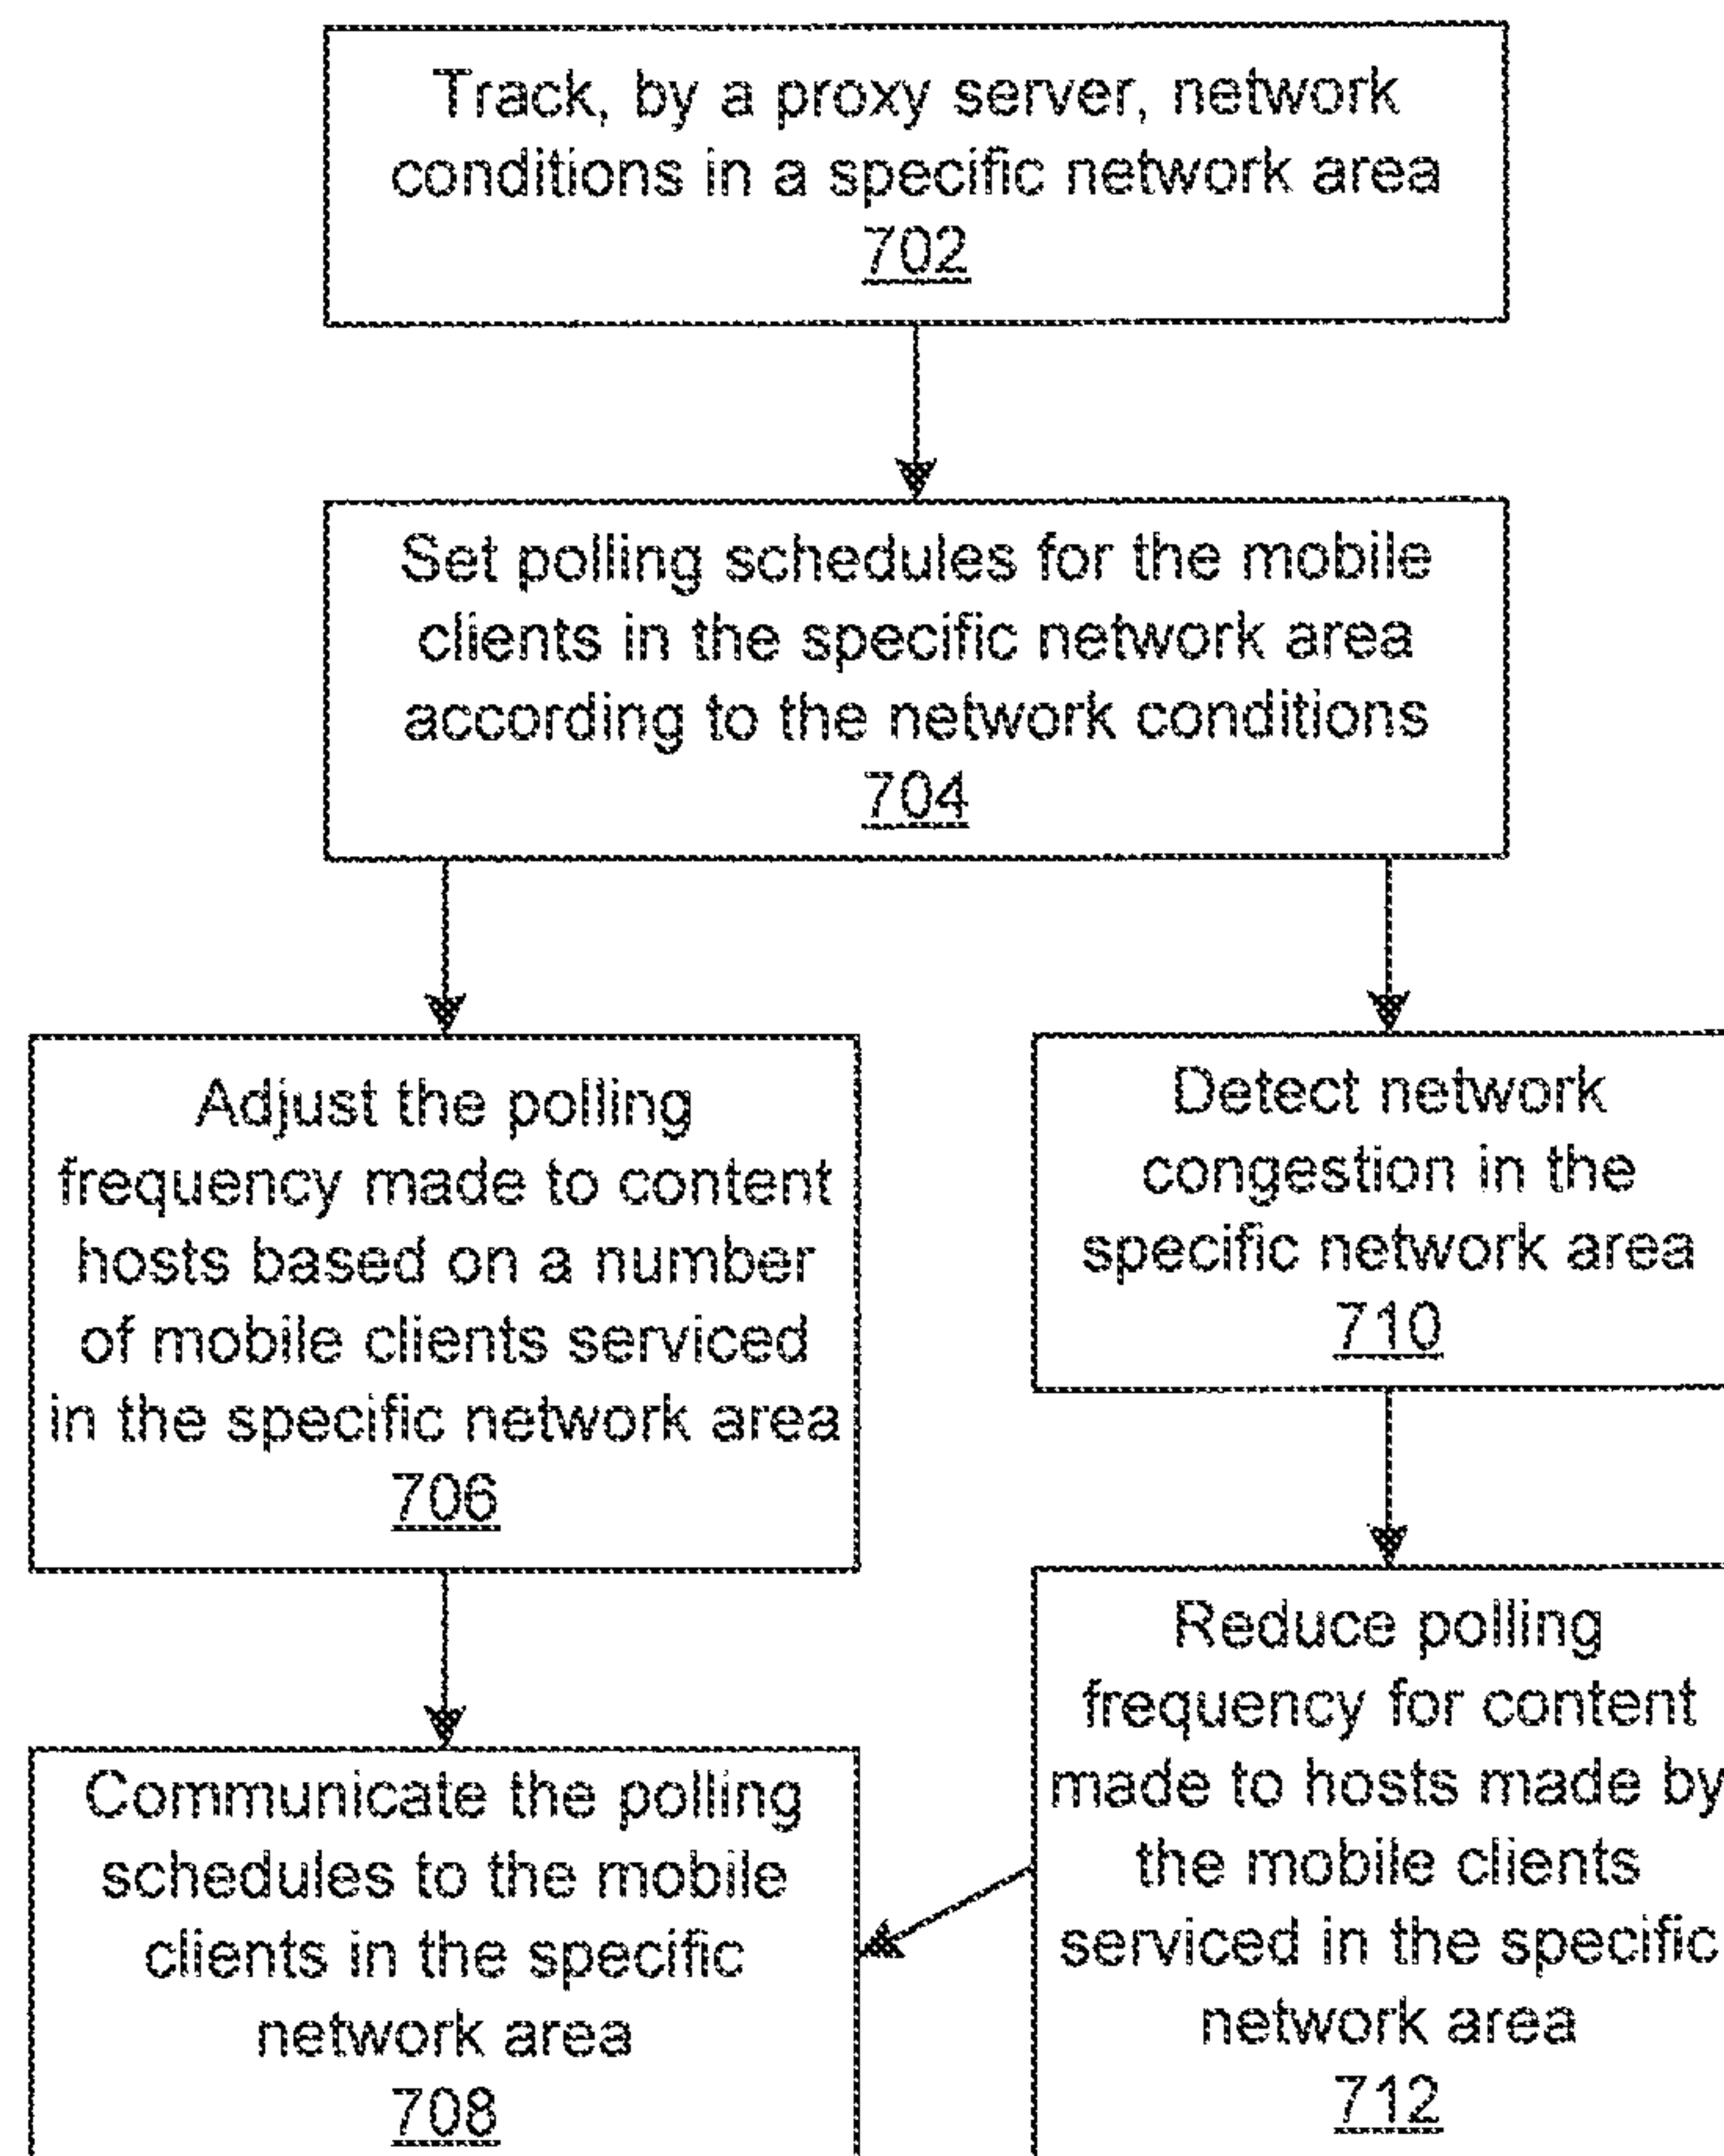 Track, by a proxy server, network
conditions in a specific network area
702
Set polling schedules for the mobile
clients in the specific network area
according to the network conditions
704
Adjust the polling
frequency made to content
hosts based on a number
of mobile clients serviced
in the specific network area
706
Detect network
congestion in the
specific network area
710
Communicate the polling
schedules to the mobile
clients in the specific
network area
708
Reduce polling
frequency for content
made to hosts made by
the mobile clients
serviced in the specific
network area
712